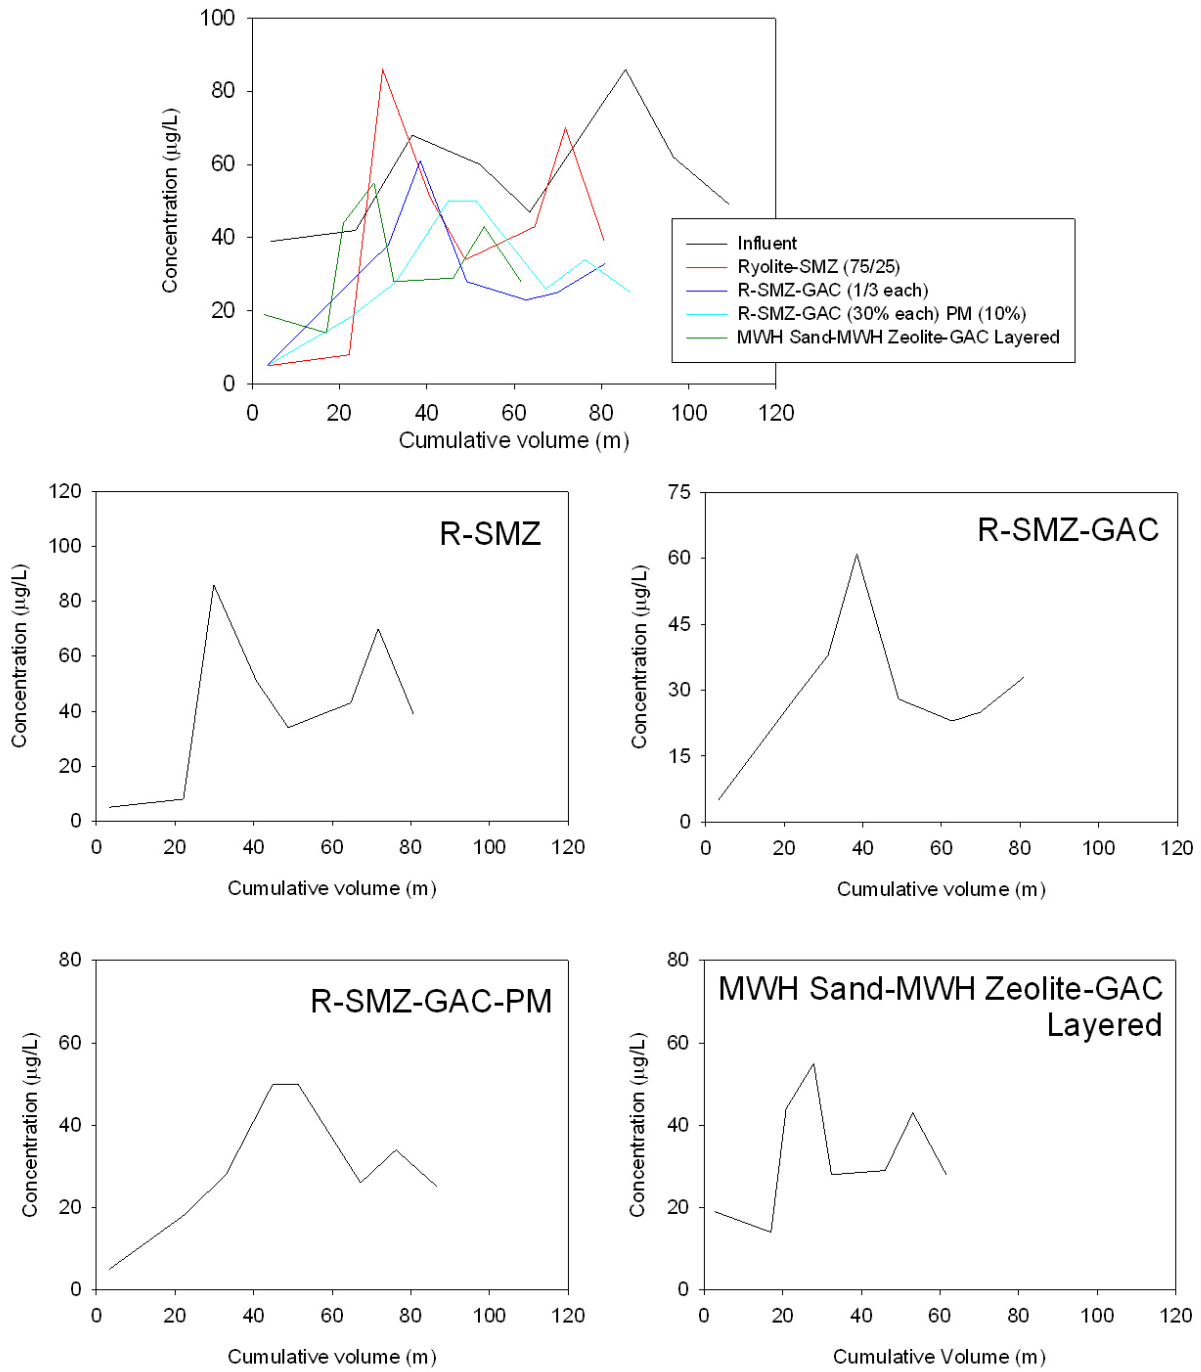 100
80
60
40
20
0
Concentration (μg/L)
0 20 40 60 80 100 120
Cumulative volume (m)
Influent
Ryolite-SMZ (75/25)
R-SMZ-GAC (1/3 each)
R-SMZ-GAC (30% each) PM (10%)
MWH Sand-MWH Zeolite-GAC Layered
120
100
80
60
40
20
0
Concentration (μg/L)
R-SMZ
0 20 40 60 80 100 120
Cumulative volume (m)
75
60
45
30
15
0
Concentration (μg/L)
R-SMZ-GAC
0 20 40 60 80 100 120
Cumulative volume (m)
80
60
40
20
0
Concentration (μg/L)
R-SMZ-GAC-PM
0 20 40 60 80 100 120
Cumulative volume (m)
80
60
40
20
0
Concentration (μg/L)
MWH Sand-MWH Zeolite-GAC
Layered
0 20 40 60 80 100 120
Cumulative Volume (m)